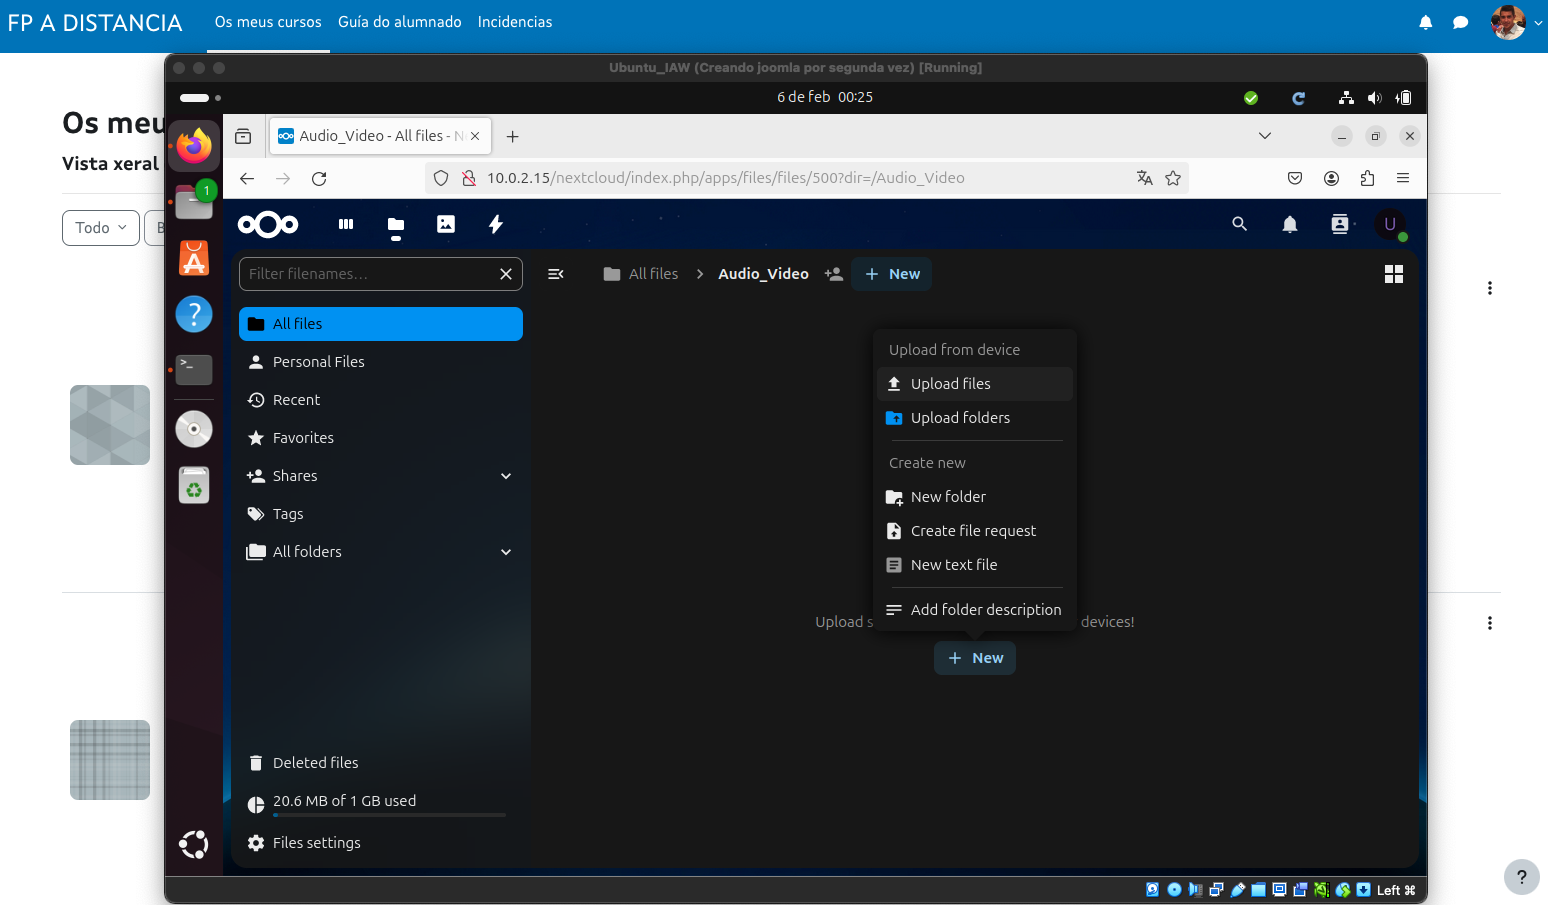 FP A DISTANCIA
Os meus cursos
Guía do alumnado
Incidencias
Ubuntu_IAW (Creando joomla por segunda vez) [Running]
6 de feb 00:25
Os meu
Vista xeral
Todo
1
Audio_Video - All files - N
10.0.2.15/nextcloud/index.php/apps/files/files/500?dir=/Audio_Video
U
Filter filenames...
All files
Audio_Video
New
All files
Personal Files
Recent
Favorites
Shares
Tags
All folders
Upload from device
Upload files
Upload folders
Create new
New folder
Create file request
New text file
Add folder description
Upload s
devices!
New
Deleted files
20.6 MB of 1 GB used
Files settings
Left ⌘
?